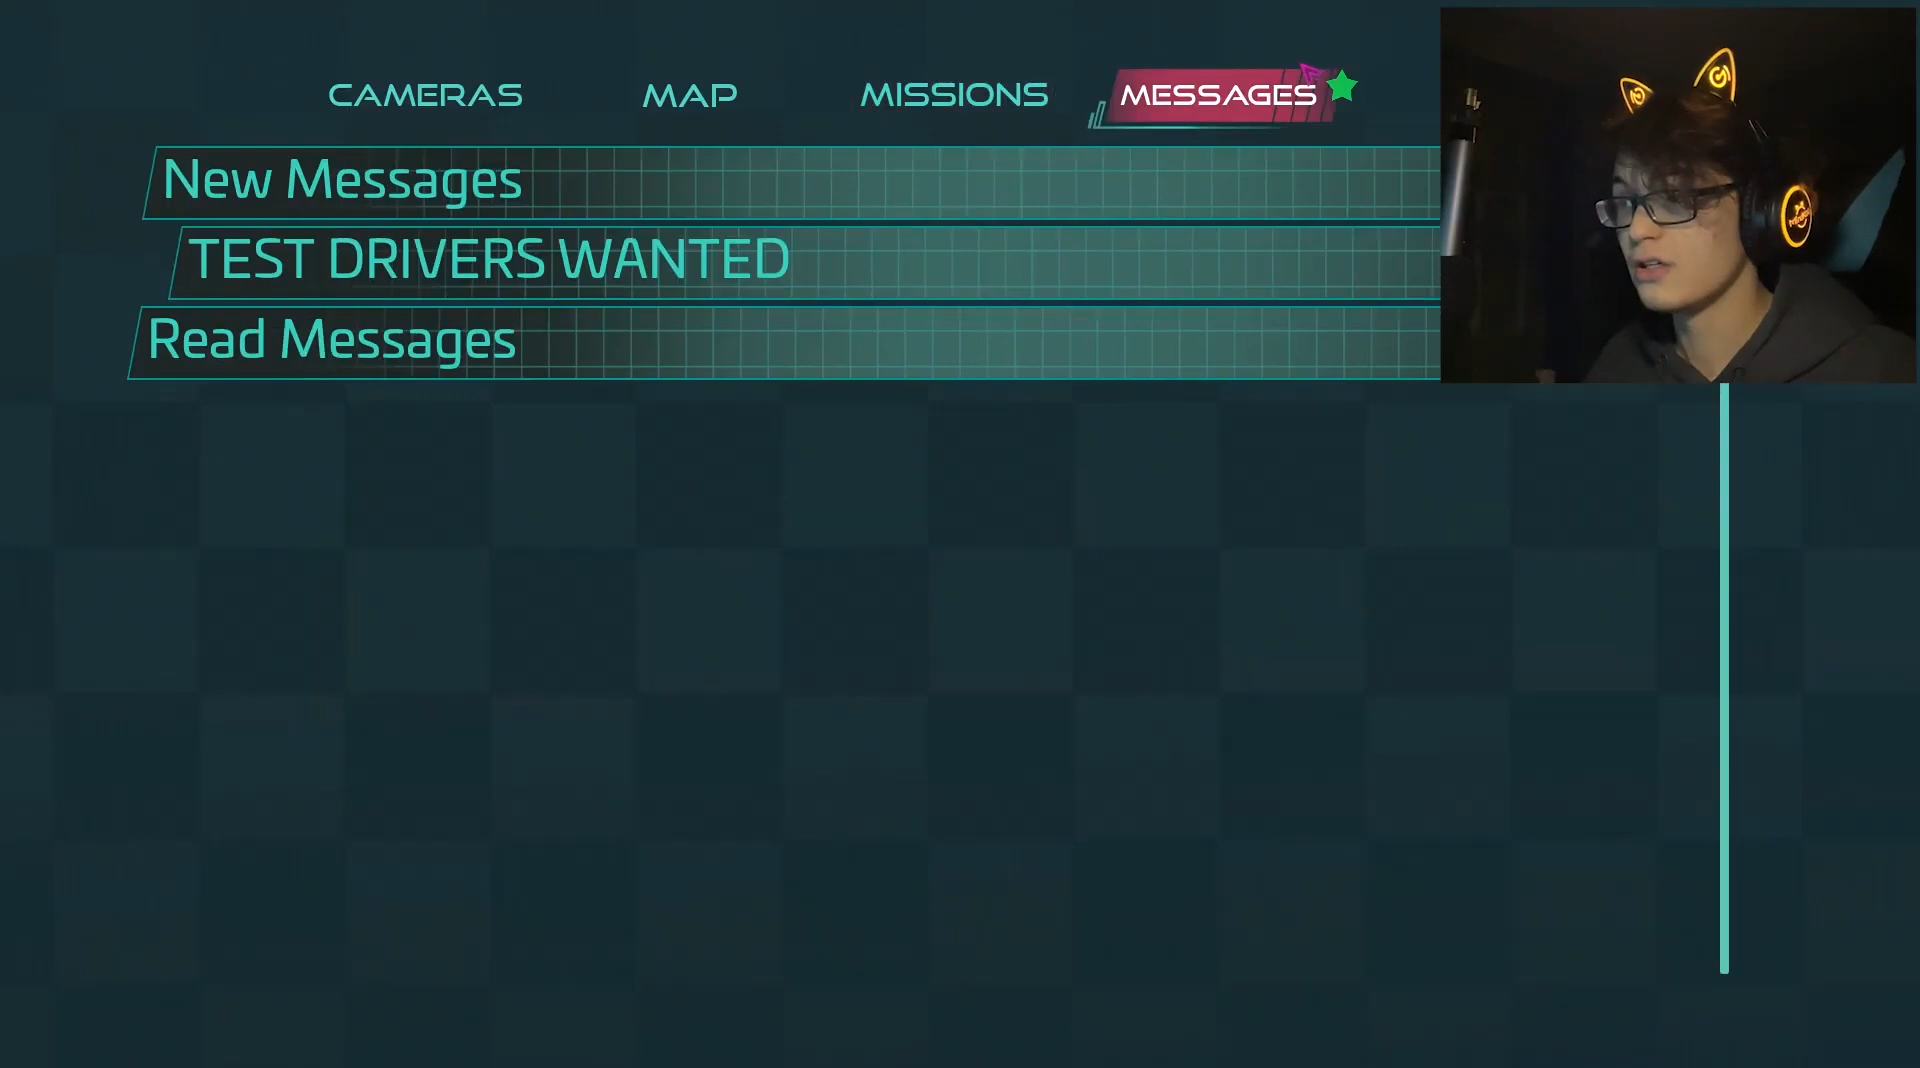 CAMERAS MAP MISSIONS MESSAGES
New Messages
TEST DRIVERS WANTED
Read Messages